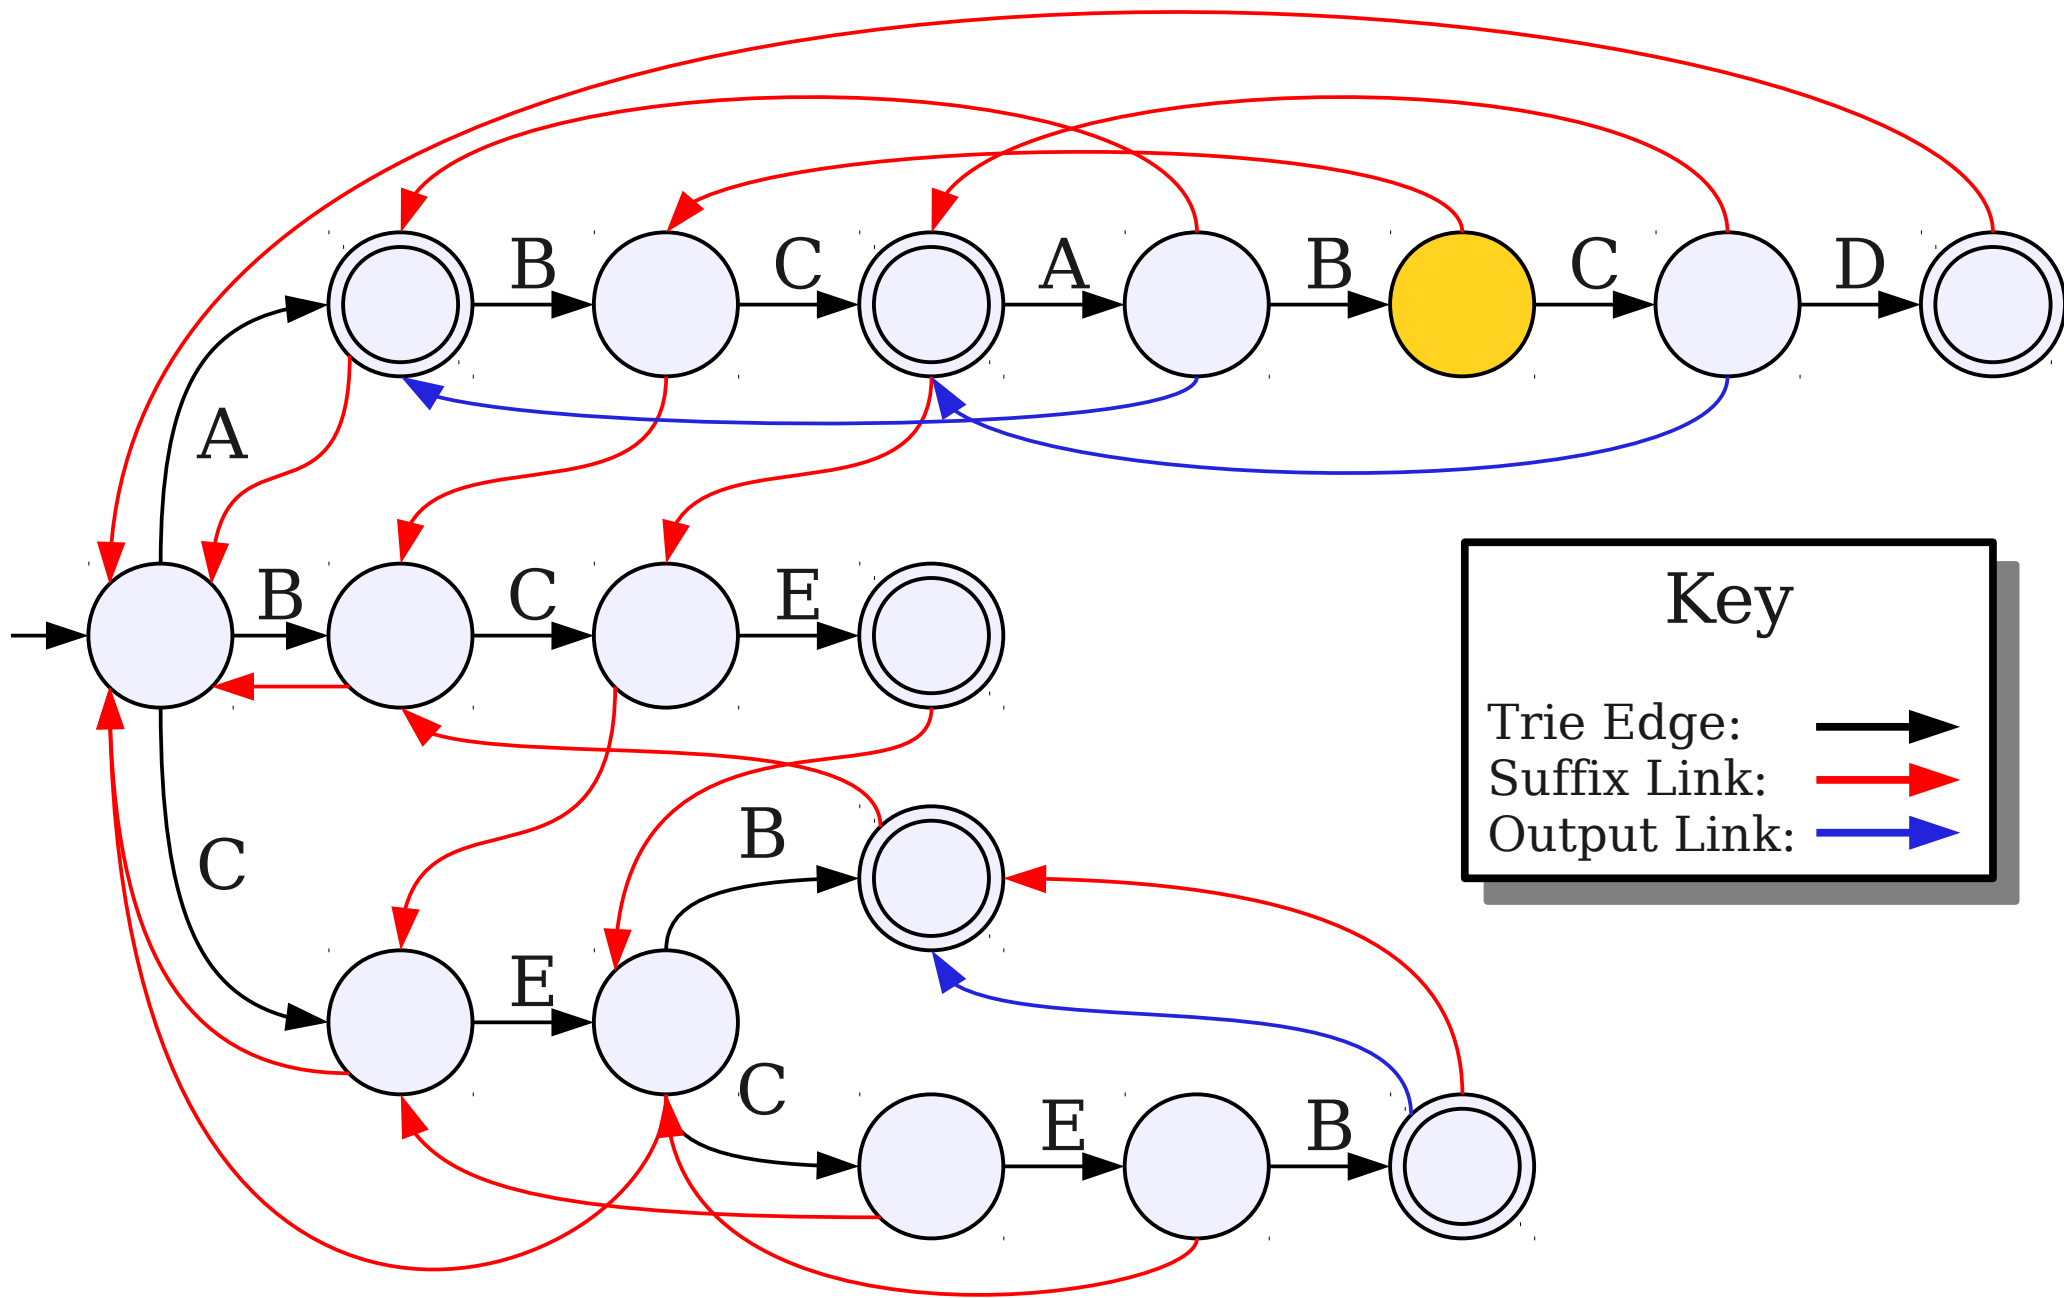 B C A B C D
A
B C E
Key
Trie Edge:
Suffix Link:
Output Link:
B
C
E
C
E B